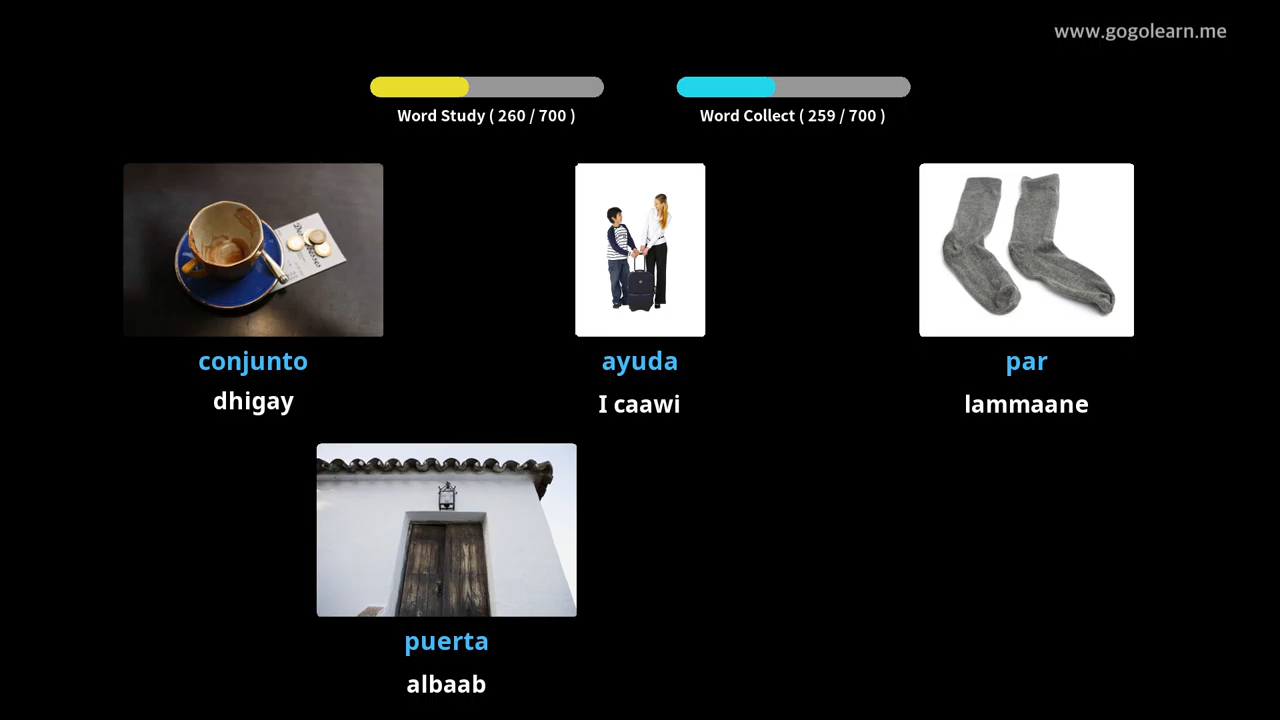 www.gogolearn.me
Word Study ( 260 / 700 )
Word Collect ( 259 / 700 )
conjunto
dhigay
ayuda
I caawi
par
lammaane
puerta
albaab